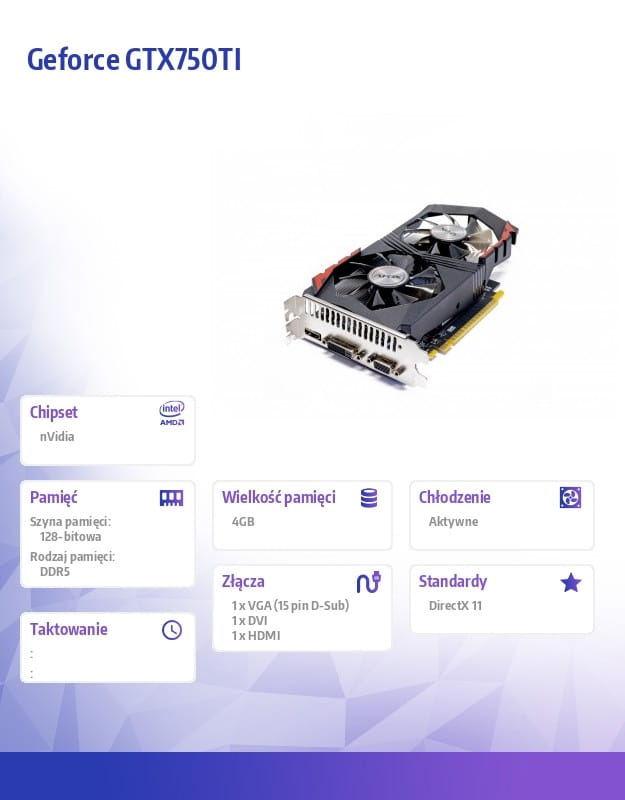 Geforce GTX750TI
AFOX
Chipset
intel
AMD
nVidia
Pamięć
Szyna pamięci:
128-bitowa
Rodzaj pamięci:
DDR5
Wielkość pamięci
4GB
Chłodzenie
Aktywne
Złącza
1 x VGA (15 pin D-Sub)
1 x DVI
1 x HDMI
Standardy
DirectX 11
Taktowanie
:
: